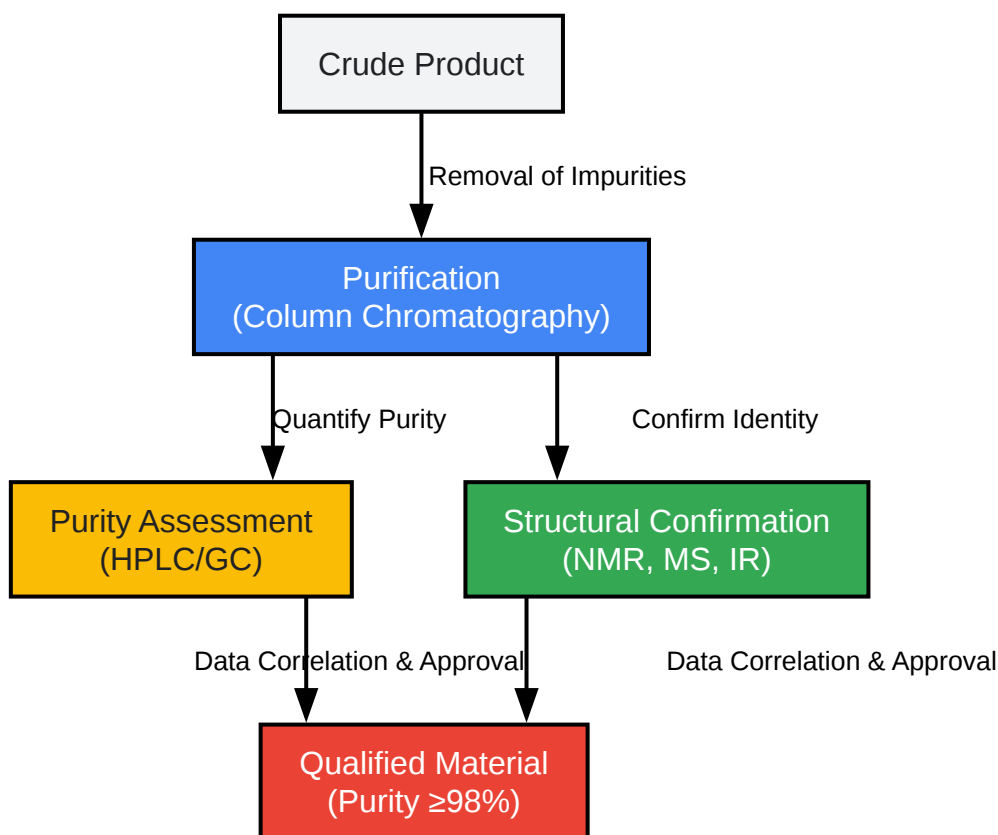 Crude Product
Removal of Impurities
Purification
(Column Chromatography)
Quantify Purity
Confirm Identity
Purity Assessment
(HPLC/GC)
Structural Confirmation
(NMR, MS, IR)
Data Correlation & Approval
Data Correlation & Approval
Qualified Material
(Purity ≥98%)